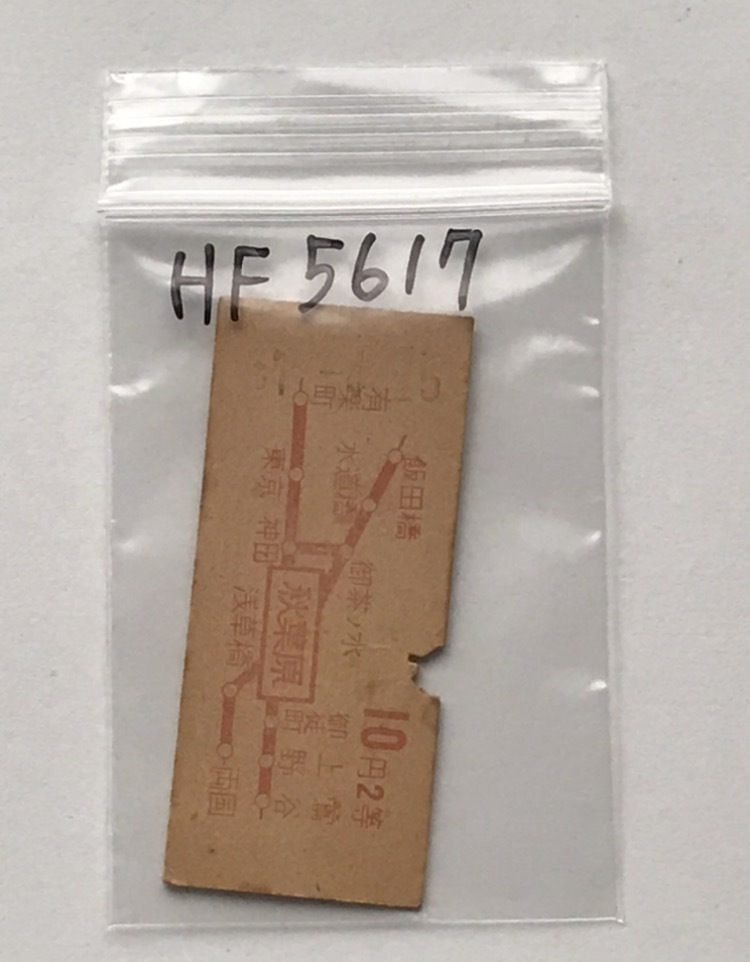 HF 5617
有楽町
飯田橋
水道橋
東京
神田
御茶ノ水
秋葉原
浅草橋
御徒町
上野
鶯谷
両国
10円2等